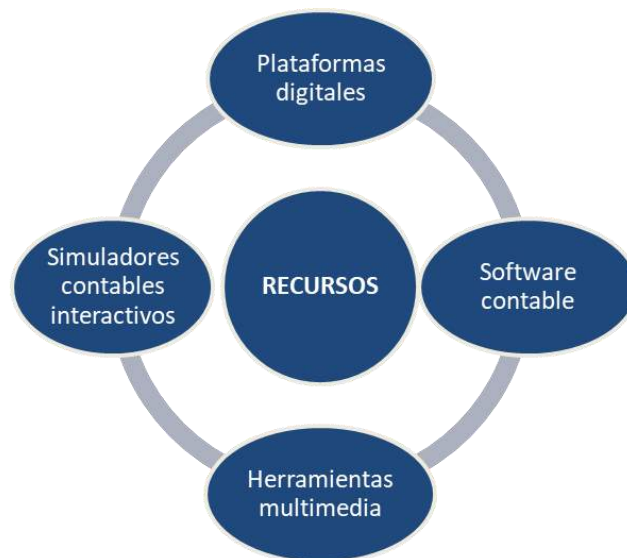 Plataformas
digitales
Simuladores
contables
interactivos
RECURSOS
Software
contable
Herramientas
multimedia